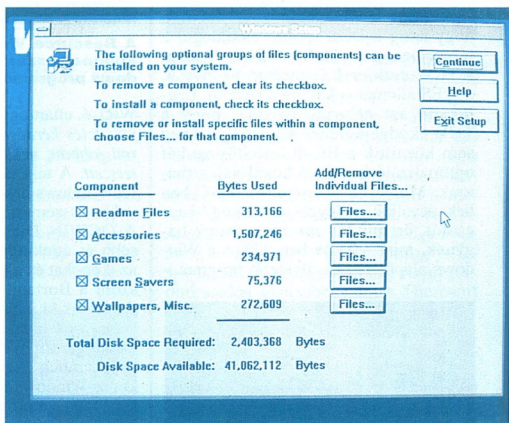 Windows Setup
The following optional groups of files (components) can be
installed on your system.
To remove a component, clear its checkbox.
To install a component, check its checkbox.
To remove or install specific files within a component,
choose Files... for that component.
Continue
Help
Exit Setup
Component
Bytes Used
Add/Remove
Individual Files...
Readme Files 313,166 Files...
Accessories 1,507,246 Files...
Games 234,971 Files...
Screen Savers 75,376 Files...
Wallpapers, Misc. 272,609 Files...
Total Disk Space Required: 2,403,368 Bytes
Disk Space Available: 41,062,112 Bytes